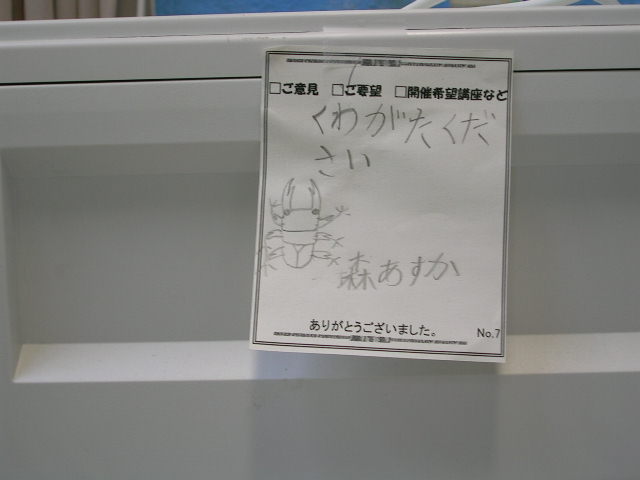 □ご意見 □ご要望 □開催希望講座など
くわがたくだ
さい
森あすか
ありがとうございました。
No.7